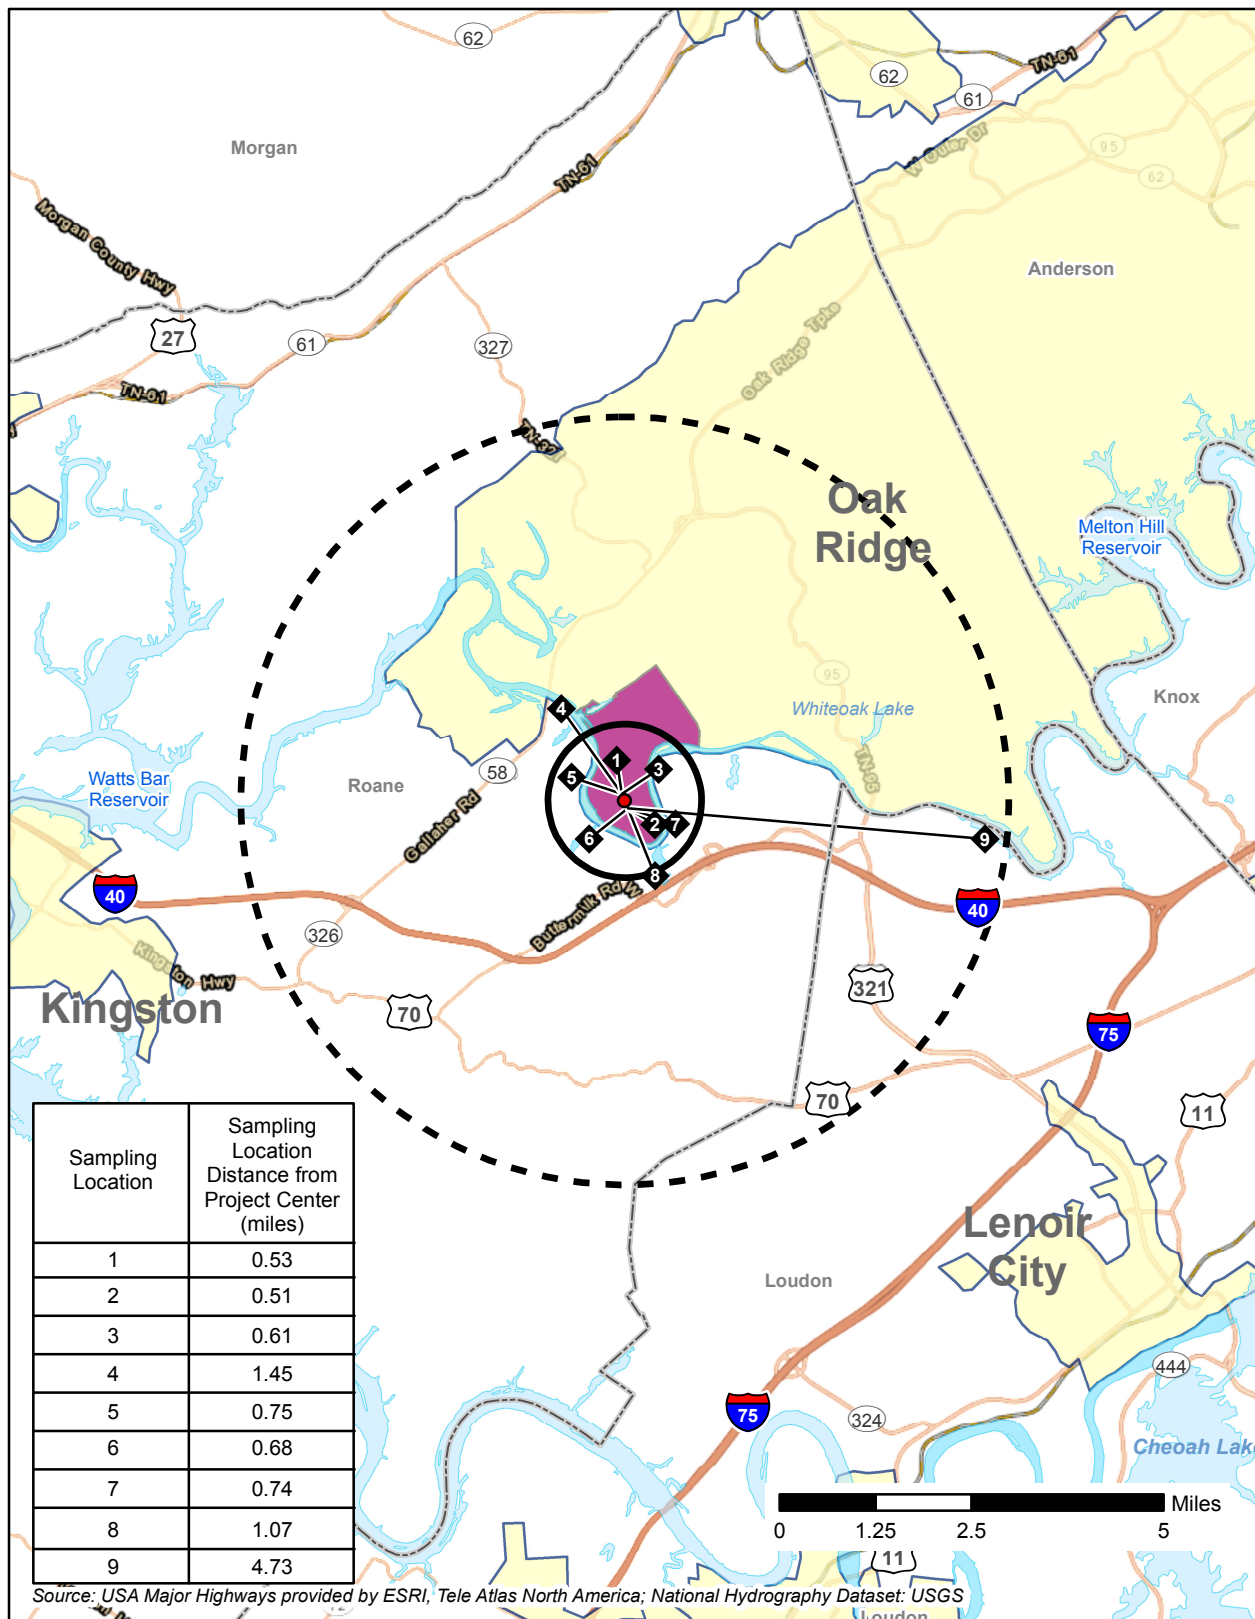 62
62
TN-61
61
Morgan
TN-61
W Outer Dr
95
62
Morgan County Hwy
Anderson
27
61
327
Oak Ridge Tpke
TN-61
TN-327
Oak
Ridge
Melton Hill
Reservoir
95
Knox
Whiteoak Lake
4
1
3
5
58
Roane
Watts Bar
Reservoir
TN-95
Gallaher Rd
2
7
6
9
8
40
40
Buttermilk Rd W
326
Kingston Hwy
321
Kingston
70
75
70
11
Lenoir
City
Loudon
444
75
324
Cheoah Lake
Sampling
Location
Sampling
Location
Distance from
Project Center
(miles)
1 0.53
2 0.51
3 0.61
4 1.45
5 0.75
6 0.68
7 0.74
8 1.07
9 4.73
Miles
0 1.25 2.5 5
11
Source: USA Major Highways provided by ESRI, Tele Atlas North America; National Hydrography Dataset: USGS
72
Loudon